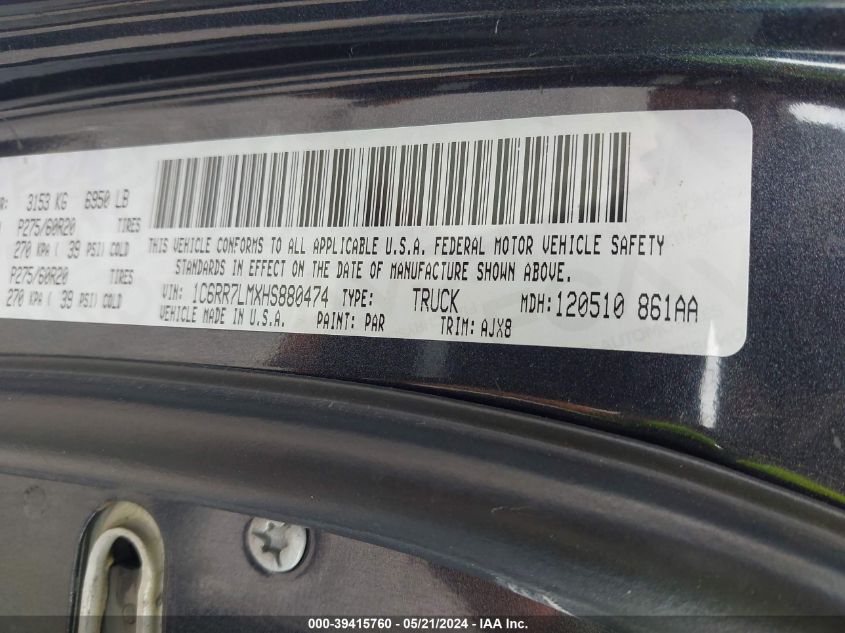 R: 3153 KG 6950 LB
P275/60R20 TIRES
270 KPA ( 39 PSI) COLD
P275/60R20 TIRES
270 KPA ( 39 PSI) COLD
THIS VEHICLE CONFORMS TO ALL APPLICABLE U.S.A. FEDERAL MOTOR VEHICLE SAFETY
STANDARDS IN EFFECT ON THE DATE OF MANUFACTURE SHOWN ABOVE.
VIN: 1C6RR7LMXHS880474 TYPE: TRUCK MDH: 120510 861AA
VEHICLE MADE IN U.S.A. PAINT: PAR TRIM: AJX8
000-39415760 - 05/21/2024 - IAA Inc.